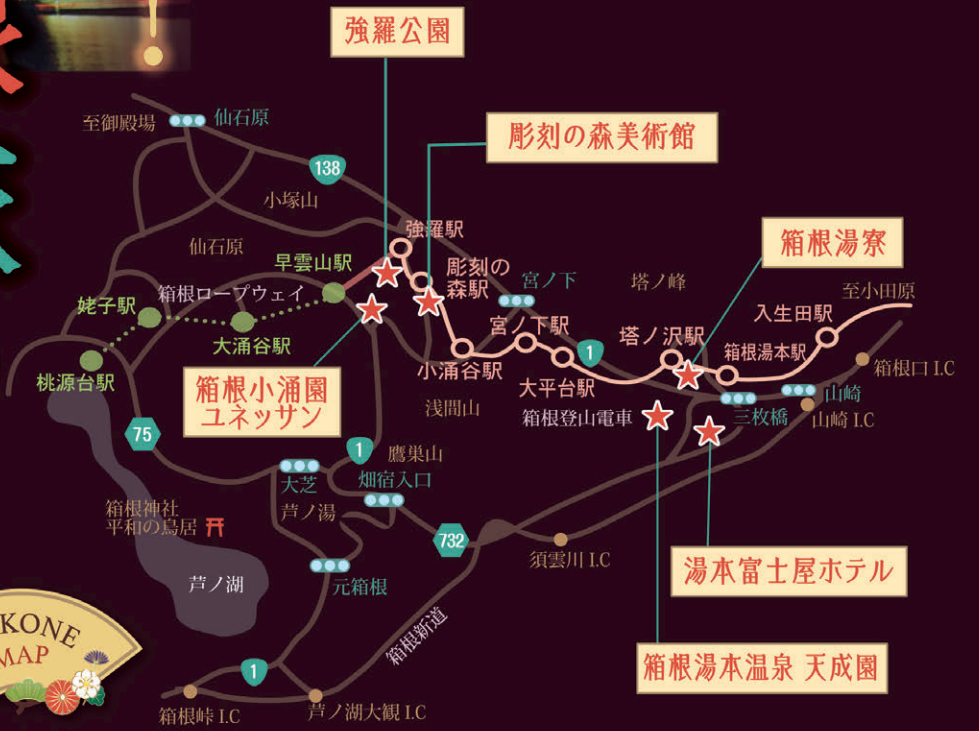 強羅公園
彫刻の森美術館
至御殿場
仙石原
138
小塚山
箱根湯寮
強羅駅
仙石原
早雲山駅
彫刻の
森駅
宮ノ下
塔ノ峰
至小田原
箱根ロープウェイ
姥子駅
入生田駅
宮ノ下駅
塔ノ沢駅
大涌谷駅
1
箱根湯本駅
小涌谷駅
箱根口 I.C
桃源台駅
大平台駅
箱根小涌園
ユネッサン
浅間山
箱根登山電車
三枚橋
山崎
山崎 I.C
75
1
鷹巣山
大芝
畑宿入口
箱根神社
平和の鳥居
芦ノ湯
732
須雲川 I.C
湯本富士屋ホテル
芦ノ湖
元箱根
箱根新道
箱根湯本温泉 天成園
KONE
MAP
1
箱根峠 I.C
芦ノ湖大観 I.C